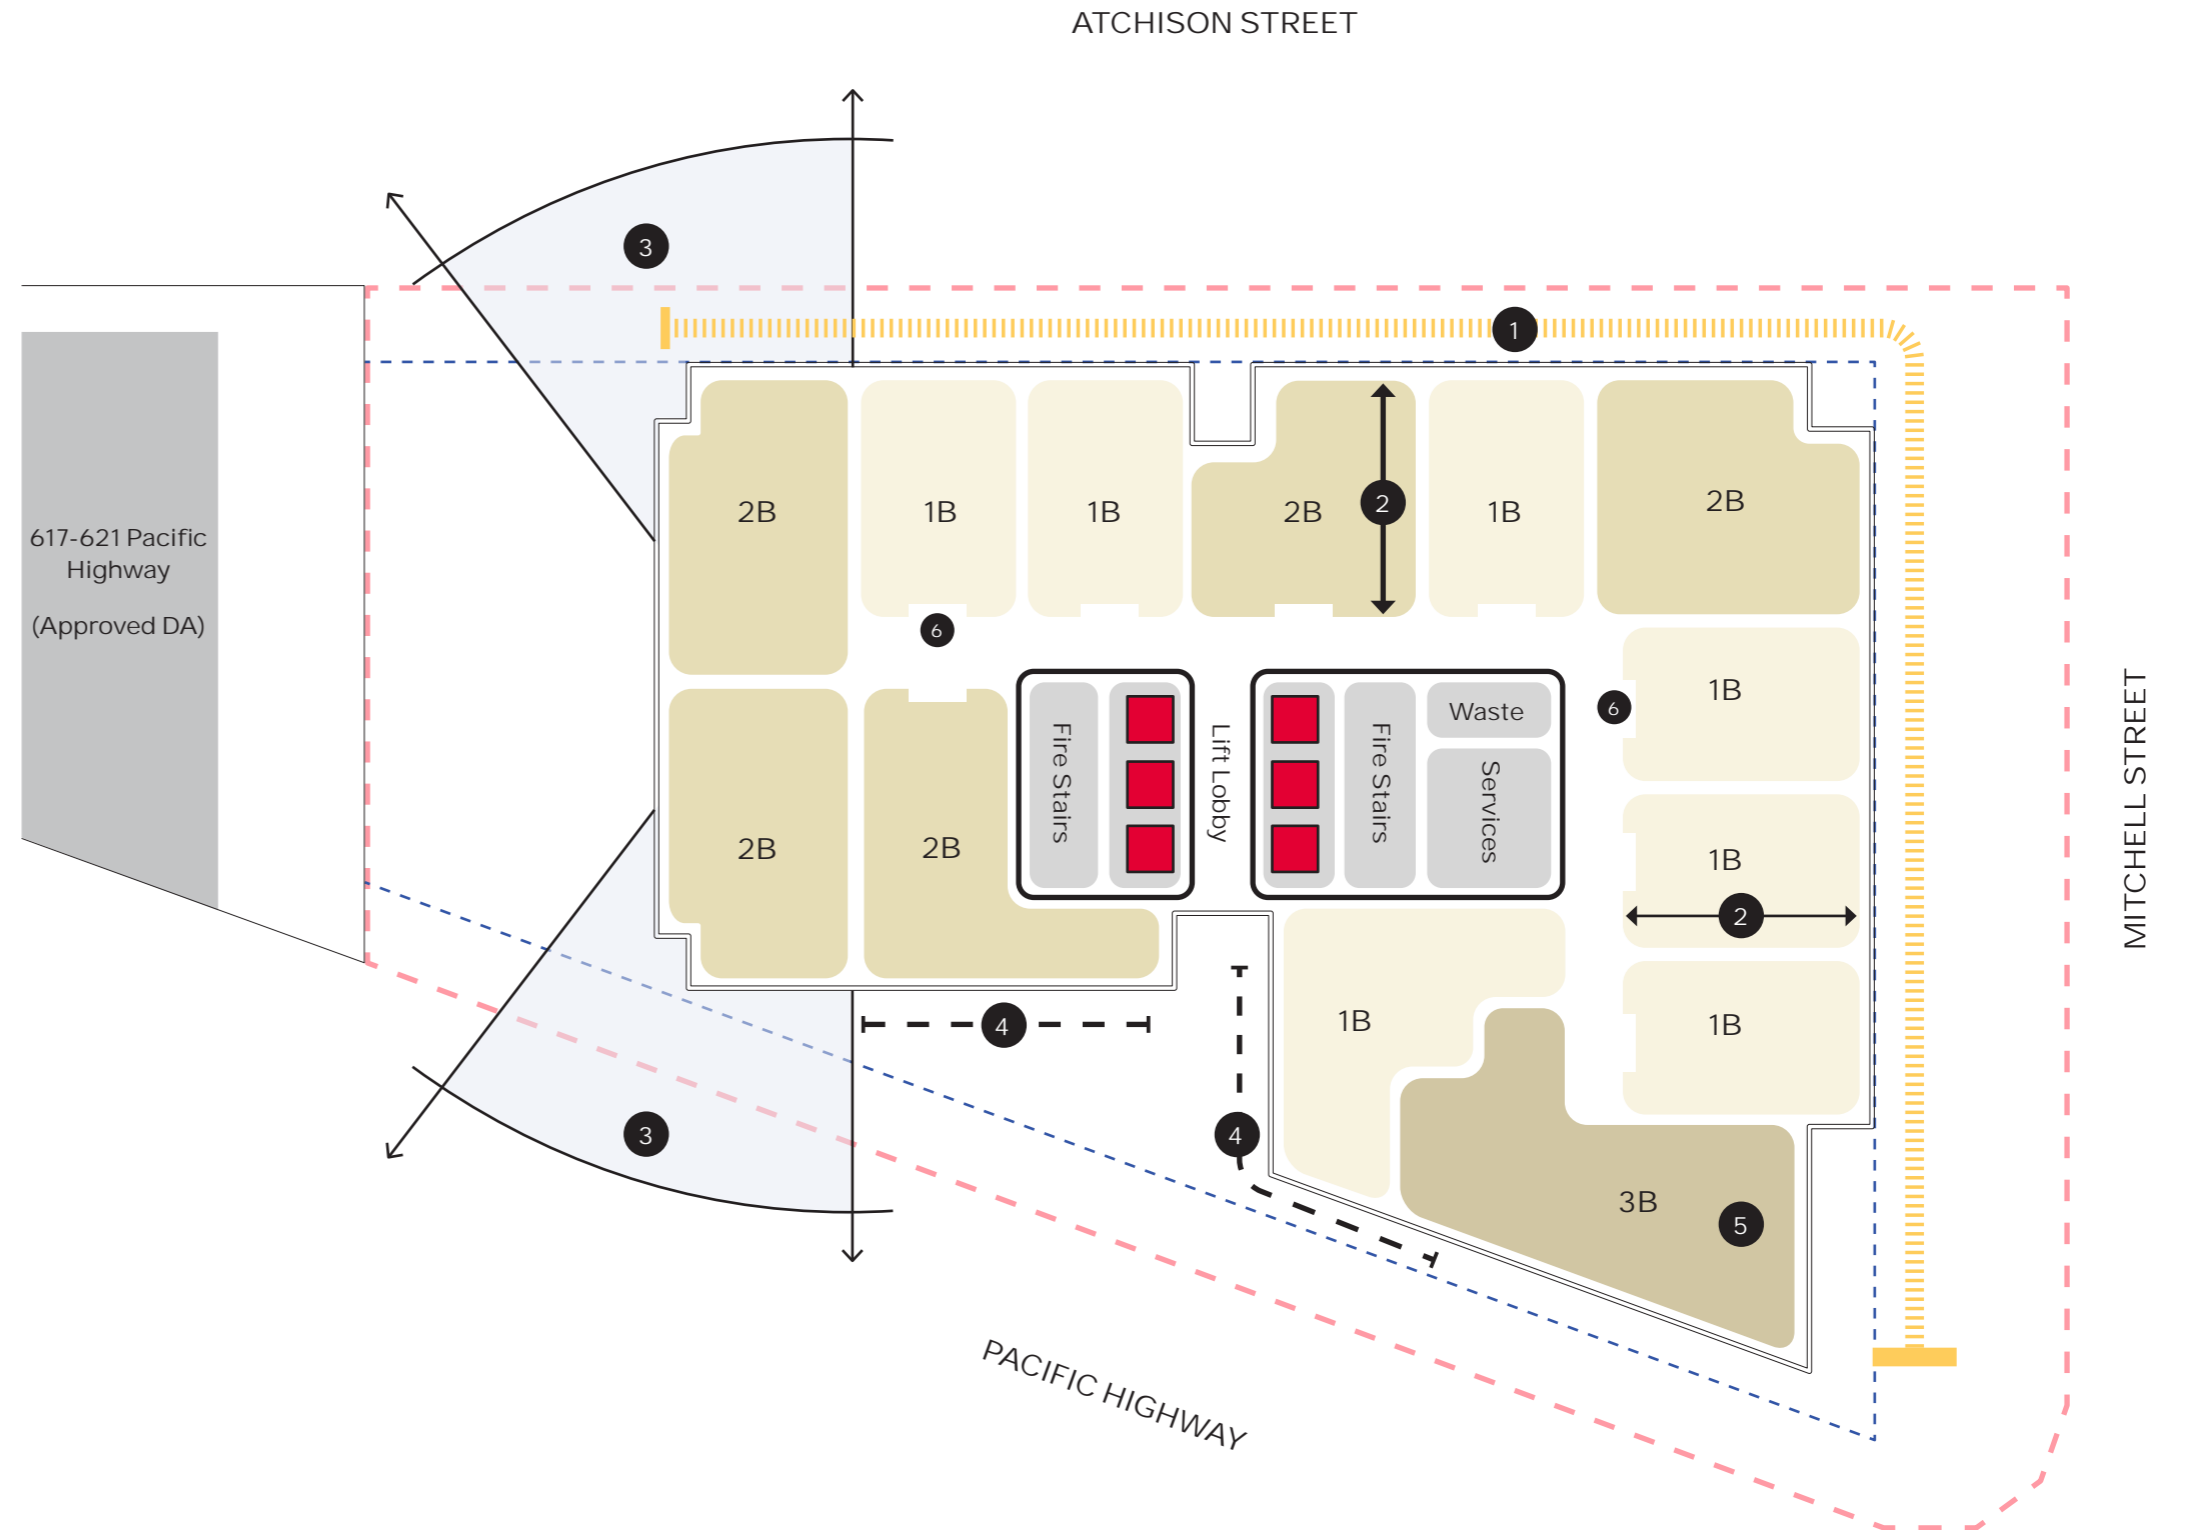 ATCHISON STREET
3
1
617-621 Pacific
Highway
(Approved DA)
2B
1B
1B
2B
2
1B
2B
6
1B
6
Fire Stairs
Lift Lobby
Fire Stairs
Waste
Services
2B
2B
1B
2
MITCHELL STREET
4
1B
1B
3
4
3B
5
PACIFIC HIGHWAY